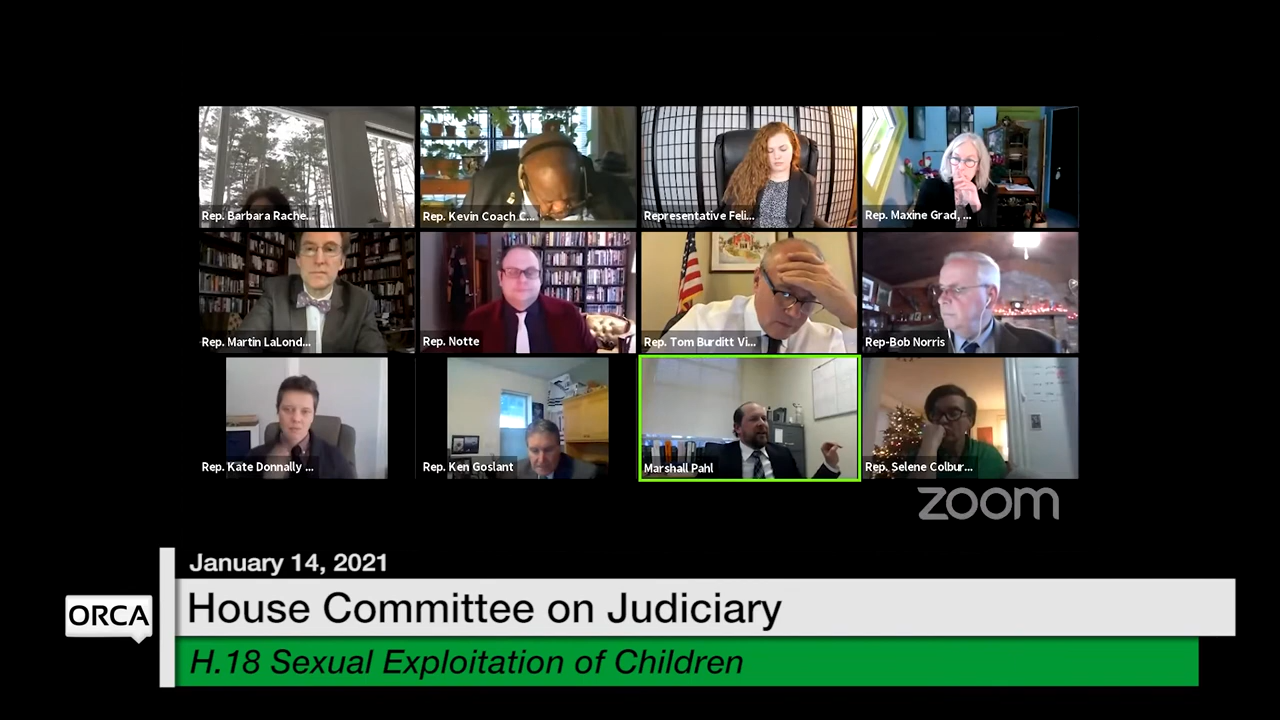 Rep. Barbara Rache...
Rep. Kevin Coach C...
Representative Feli...
Rep. Maxine Grad, ...
Rep. Martin LaLond...
Rep. Notte
Rep. Tom Burditt Vi...
Rep-Bob Norris
Rep. Kate Donnally ...
Rep. Ken Goslant
Marshall Pahl
Rep. Selene Colbur...
zoom
January 14, 2021
ORCA
House Committee on Judiciary
H.18 Sexual Exploitation of Children